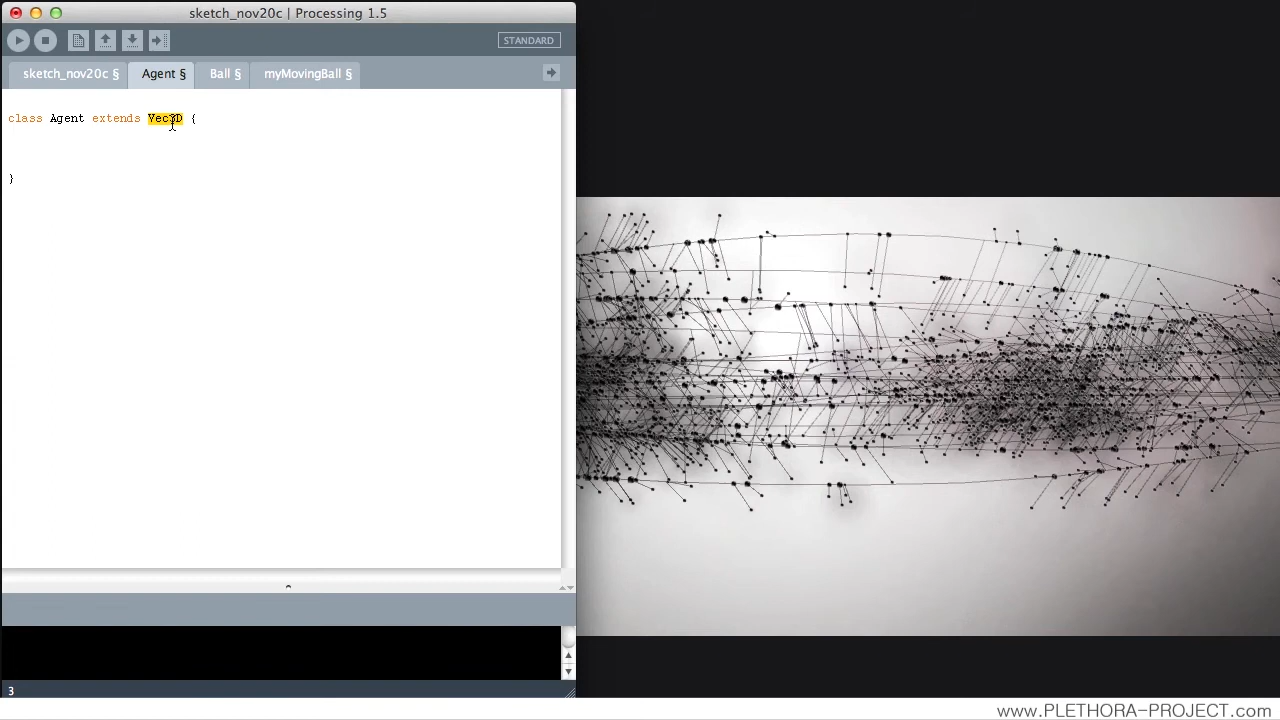 sketch_nov20c | Processing 1.5
STANDARD
sketch_nov20c § Agent § Ball § myMovingBall §
class Agent extends Vec3D {
}
3
www.PLETHORA-PROJECT.com